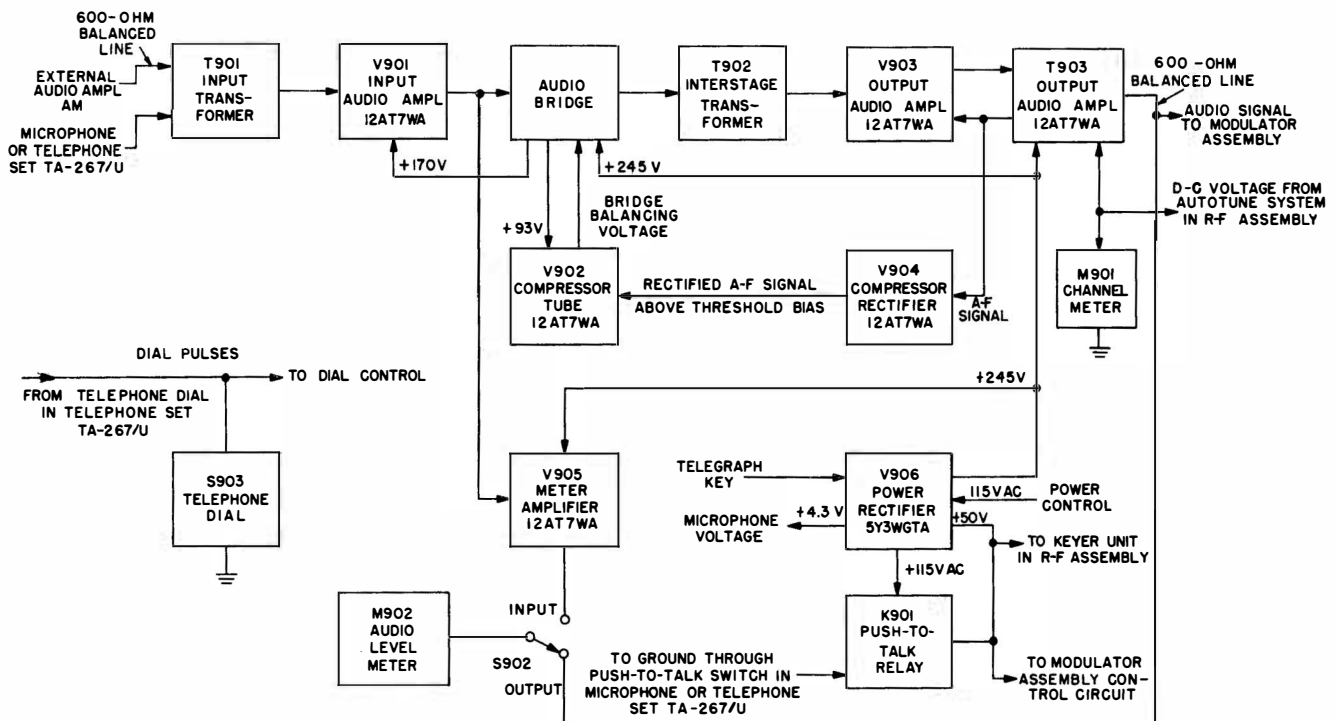 600-OHM
BALANCED
LINE
EXTERNAL
AUDIO AMPL
AM
MICROPHONE
OR TELEPHONE
SET TA-267/U
T901
INPUT
TRANS-
FORMER
V901
INPUT
AUDIO AMPL
12AT7WA
AUDIO
BRIDGE
T902
INTERSTAGE
TRANS-
FORMER
V903
OUTPUT
AUDIO AMPL
12AT7WA
T903
OUTPUT
AUDIO AMPL
12AT7WA
600-OHM
BALANCED LINE
AUDIO SIGNAL
TO MODULATOR
ASSEMBLY
+170V
+245V
D-C VOLTAGE FROM
AUTOTUNE SYSTEM
IN R-F ASSEMBLY
+93V
BRIDGE
BALANCING
VOLTAGE
V902
COMPRESSOR
TUBE
12AT7WA
RECTIFIED A-F SIGNAL
ABOVE THRESHOLD BIAS
V904
COMPRESSOR
RECTIFIER
12AT7WA
A-F
SIGNAL
M901
CHANNEL
METER
DIAL PULSES
TO DIAL CONTROL
FROM TELEPHONE DIAL
IN TELEPHONE SET
TA-267/U
S903
TELEPHONE
DIAL
+245V
V905
METER
AMPLIFIER
12AT7WA
TELEGRAPH
KEY
+4.3 V
MICROPHONE
VOLTAGE
V906
POWER
RECTIFIER
5Y3WGTA
115VAC
POWER
CONTROL
+50V
TO KEYER UNIT
IN R-F ASSEMBLY
+115VAC
M902
AUDIO
LEVEL
METER
INPUT
S902
OUTPUT
TO GROUND THROUGH
PUSH-TO-TALK SWITCH IN
MICROPHONE OR TELEPHONE
SET TA-267/U
K901
PUSH-TO-
TALK
RELAY
TO MODULATOR
ASSEMBLY CON-
TROL CIRCUIT